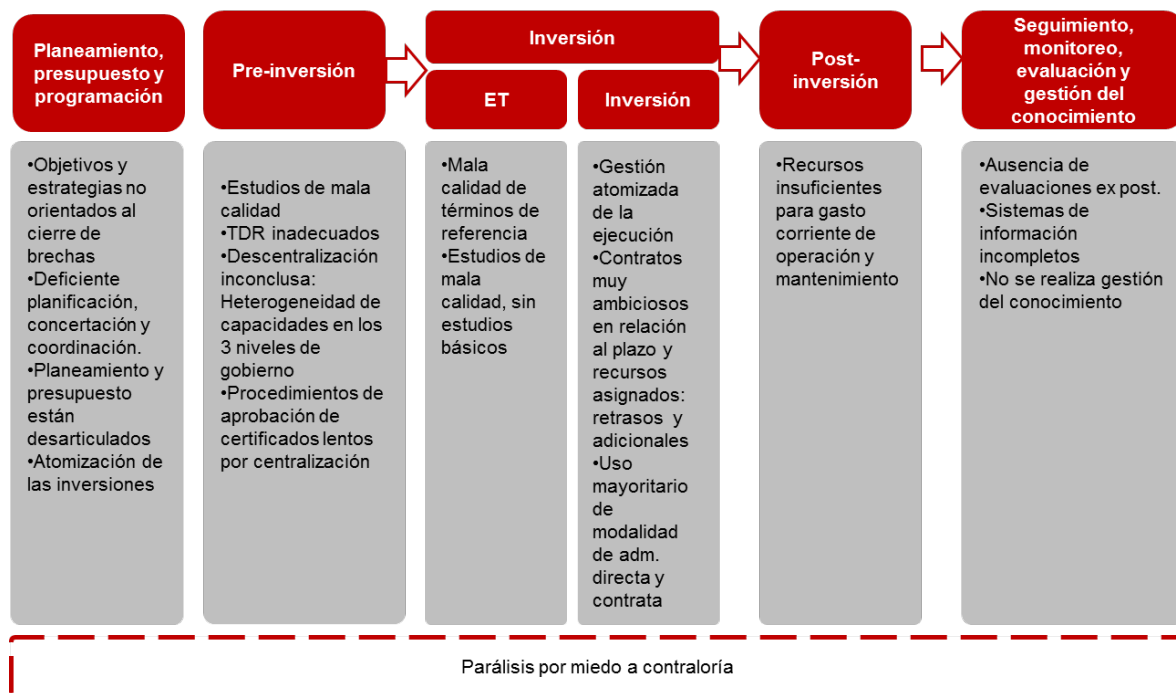 Planeamiento,
presupuesto y
programación
Pre-inversión
Inversión
ET
Inversión
Post-
inversión
Seguimiento,
monitoreo,
evaluación y
gestión del
conocimiento
•Objetivos y
estrategias no
orientados al
cierre de
brechas
•Deficiente
planificación,
concertación y
coordinación.
•Planeamiento y
presupuesto
están
desarticulados
•Atomización de
las inversiones
•Estudios de mala
calidad
•TDR inadecuados
•Descentralización
inconclusa:
Heterogeneidad de
capacidades en los
3 niveles de
gobierno
•Procedimientos de
aprobación de
certificados lentos
por centralización
•Mala
calidad de
términos de
referencia
•Estudios de
mala
calidad, sin
estudios
básicos
•Gestión
atomizada
de la
ejecución
•Contratos
muy
ambiciosos
en relación
al plazo y
recursos
asignados:
retrasos y
adicionales
•Uso
mayoritario
de
modalidad
de adm.
directa y
contrata
•Recursos
insuficientes
para gasto
corriente de
operación y
mantenimiento
•Ausencia de
evaluaciones ex post.
•Sistemas de
información
incompletos
•No se realiza gestión
del conocimiento
Parálisis por miedo a contraloría